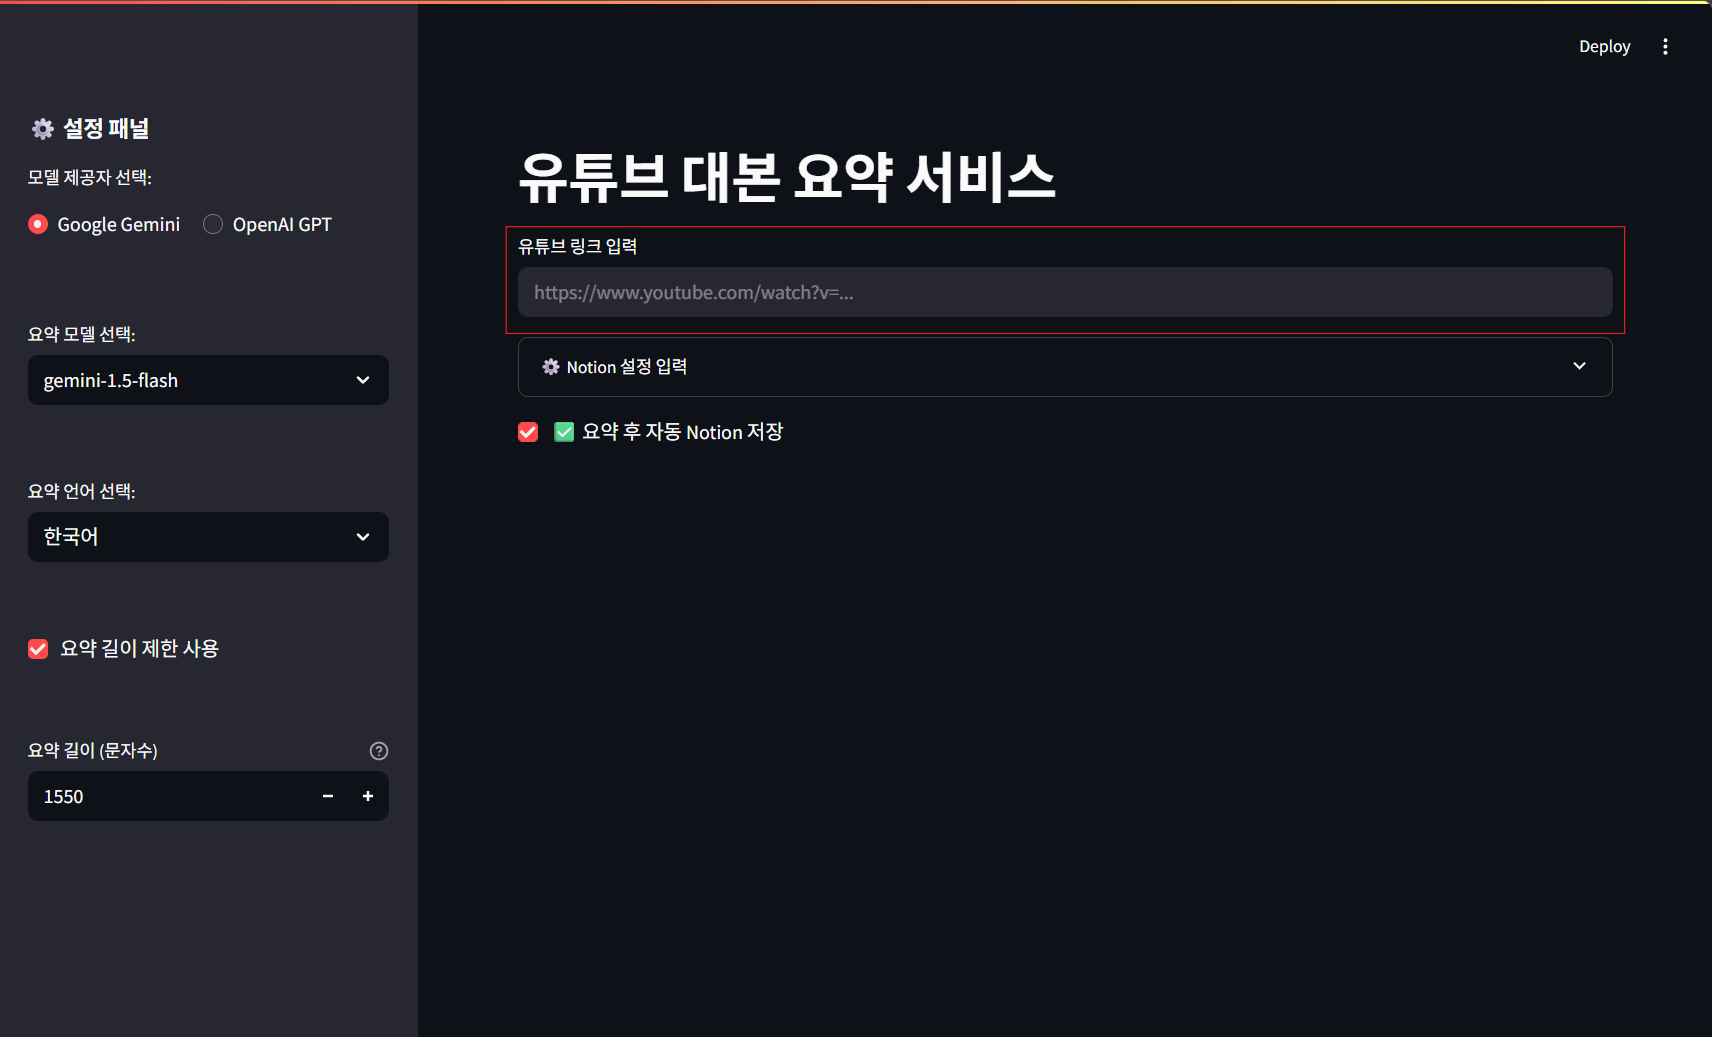 Deploy
설정 패널
모델 제공자 선택:
Google Gemini
OpenAI GPT
요약 모델 선택:
gemini-1.5-flash
요약 언어 선택:
한국어
요약 길이 제한 사용
요약 길이 (문자수)
1550
유튜브 대본 요약 서비스
유튜브 링크 입력
https://www.youtube.com/watch?v=...
Notion 설정 입력
요약 후 자동 Notion 저장